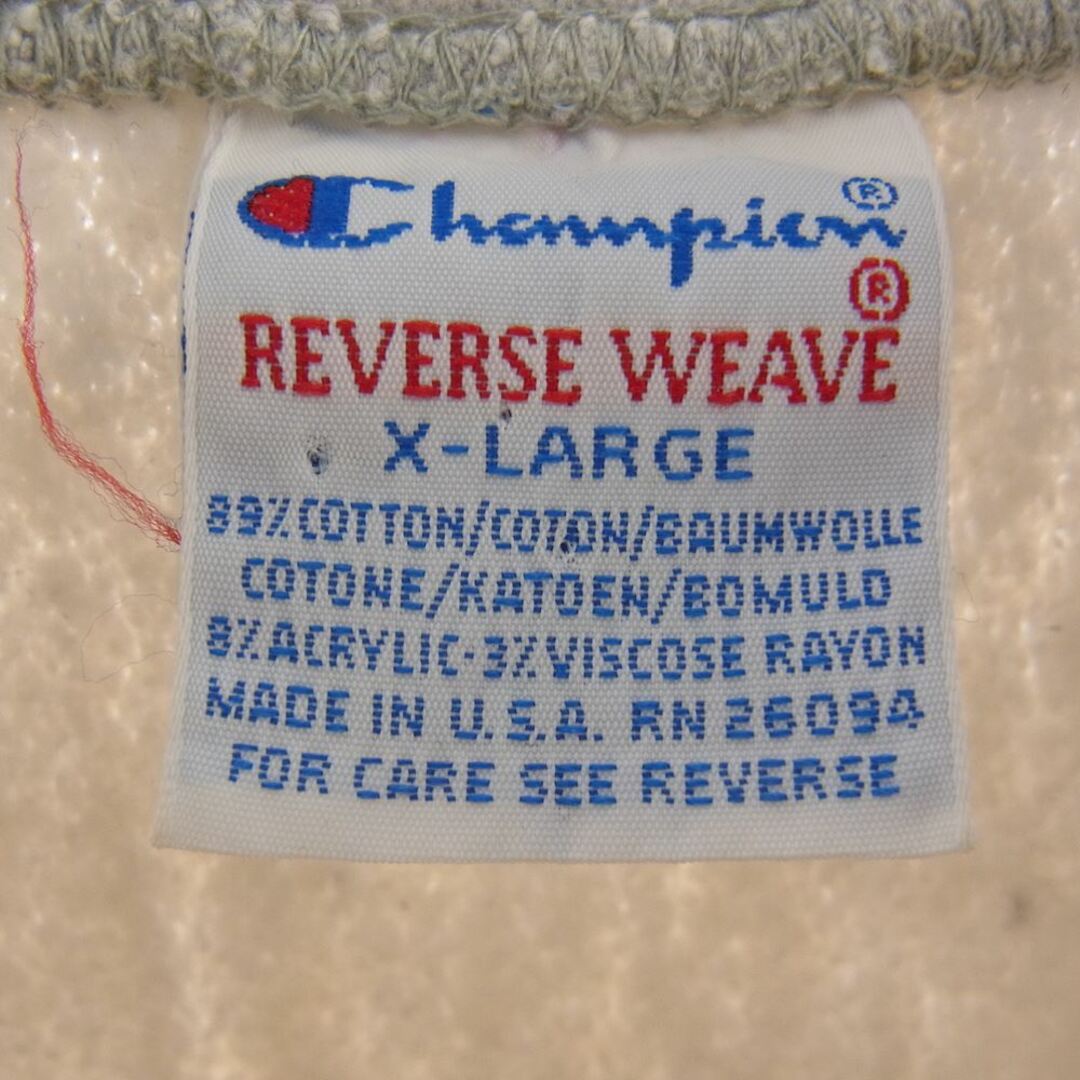 Champion®
®
REVERSE WEAVE
X-LARGE
89% COTTON/COTON/BAUMWOLLE
COTONE/KATOEN/BOMULD
8% ACRYLIC·3% VISCOSE RAYON
MADE IN U.S.A. RN 26094
FOR CARE SEE REVERSE